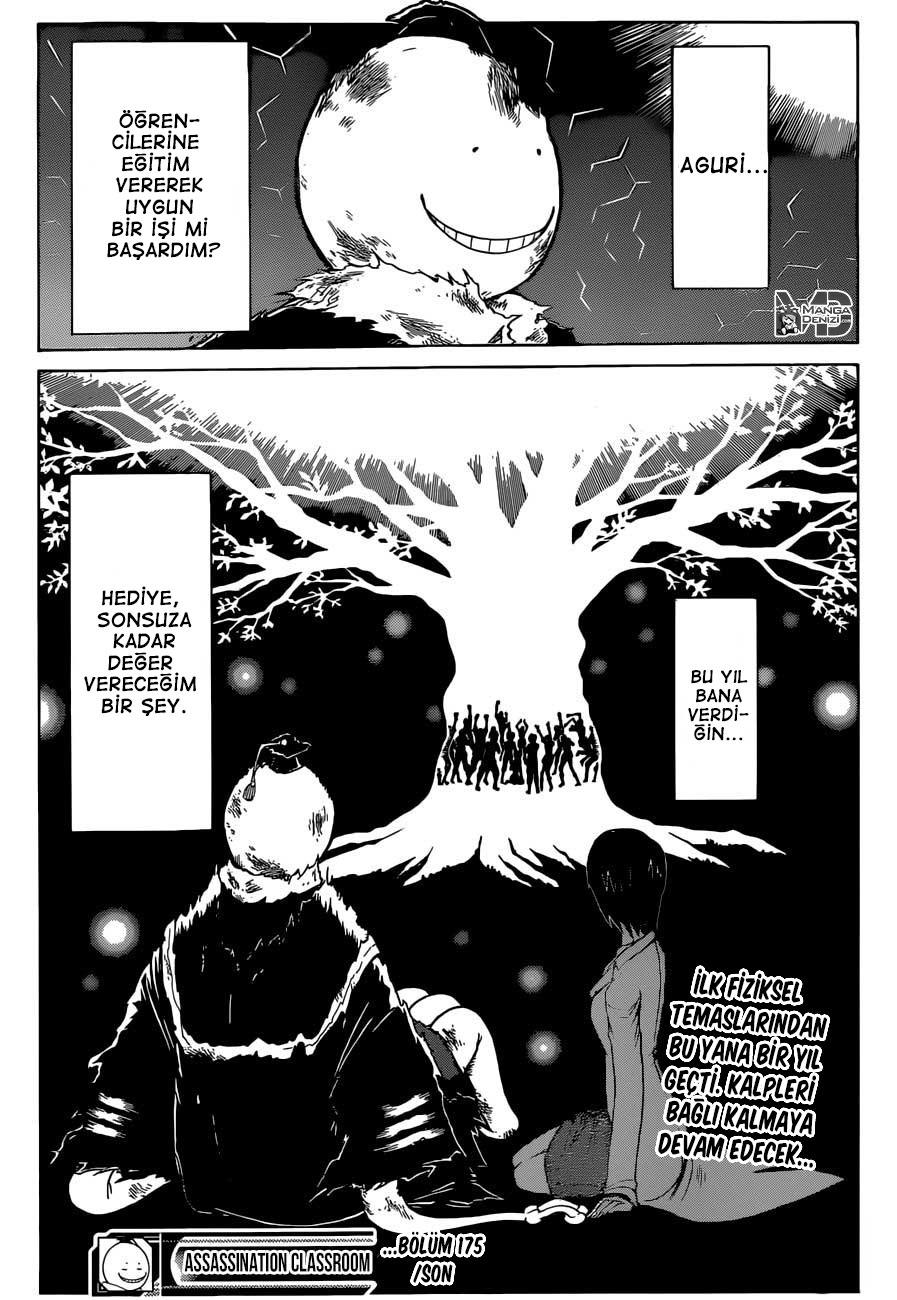 AGURİ...
ÖĞREN-
CİLERİNE
EĞİTİM
VEREREK
UYGUN
BİR İŞİ Mİ
BAŞARDIM?
MANGA
DENİZİ
BU YIL
BANA
VERDİ-
ĞİN...
HEDİYE,
SONSUZA
KADAR
DEĞER
VERECEĞİM
BİR ŞEY.
İLK FİZİKSEL
TEMASLARINDAN
BU YANA BİR YIL
GEÇTİ. KALPLERİ
BAĞLI KALMAYA
DEVAM EDECEK...
ASSASSINATION CLASSROOM
...BÖLÜM 175
/SON